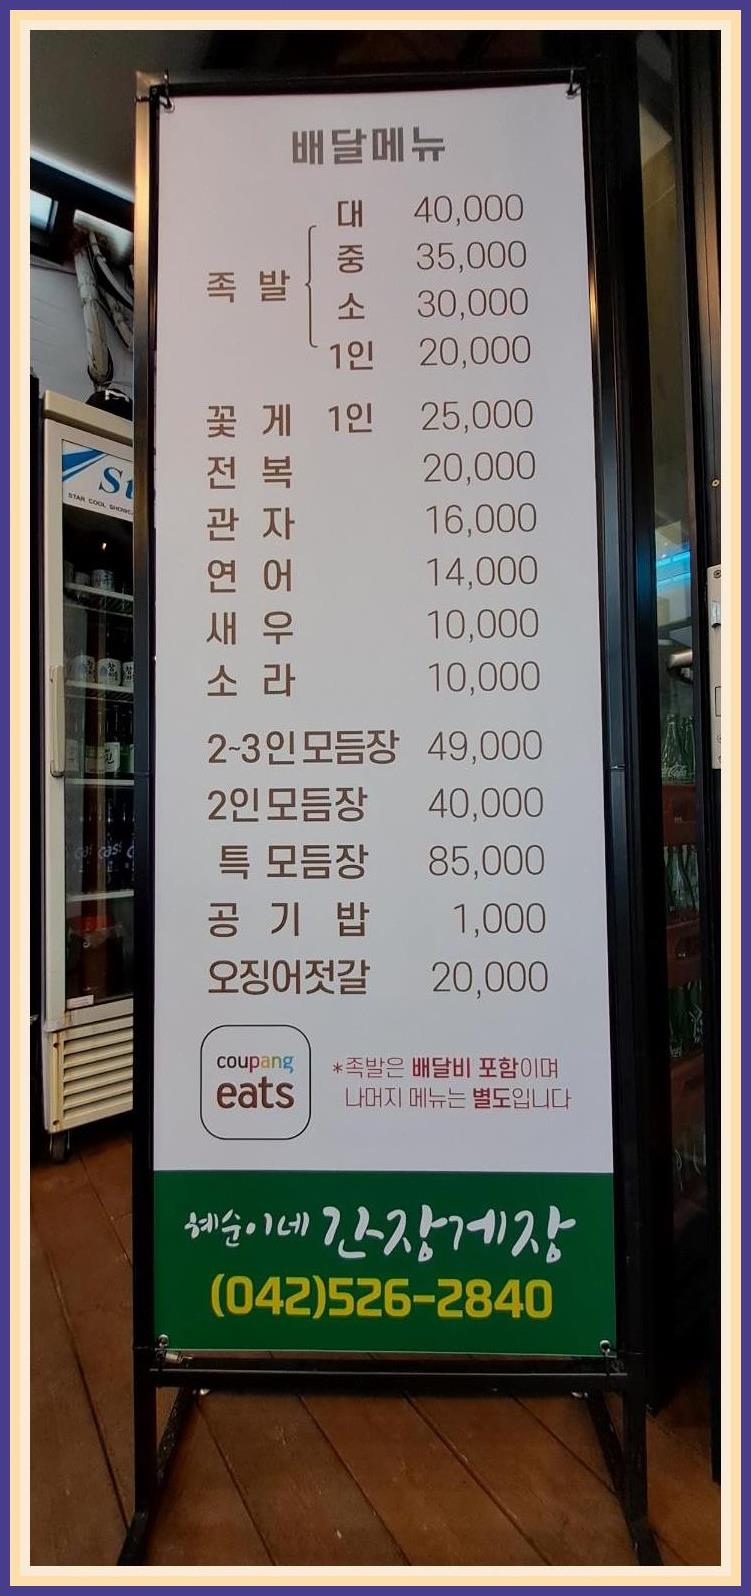 배달메뉴
족 발
대 40,000
중 35,000
소 30,000
1인 20,000
꽃 게 1인 25,000
전 복 20,000
관 자 16,000
연 어 14,000
새 우 10,000
소 라 10,000
2~3인 모듬장 49,000
2인 모듬장 40,000
특 모듬장 85,000
공 기 밥 1,000
오징어젓갈 20,000
coupang
eats
*족발은 배달비 포함이며
나머지 메뉴는 별도입니다
혜순이네 간장게장
(042)526-2840
St
STAR COOL SHOWC